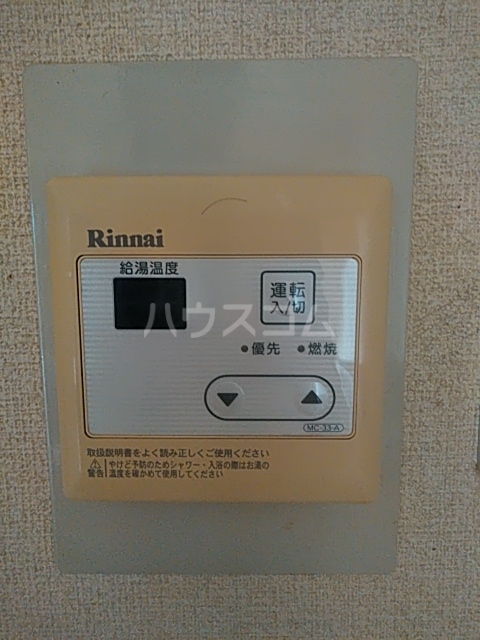 Rinnai
給湯温度
運転
入/切
ハウスコム
優先 燃焼
MC-33-A
取扱説明書をよく読み正しくご使用ください
警告 やけど予防のためシャワー・入浴の際はお湯の
温度を確かめて使用してください